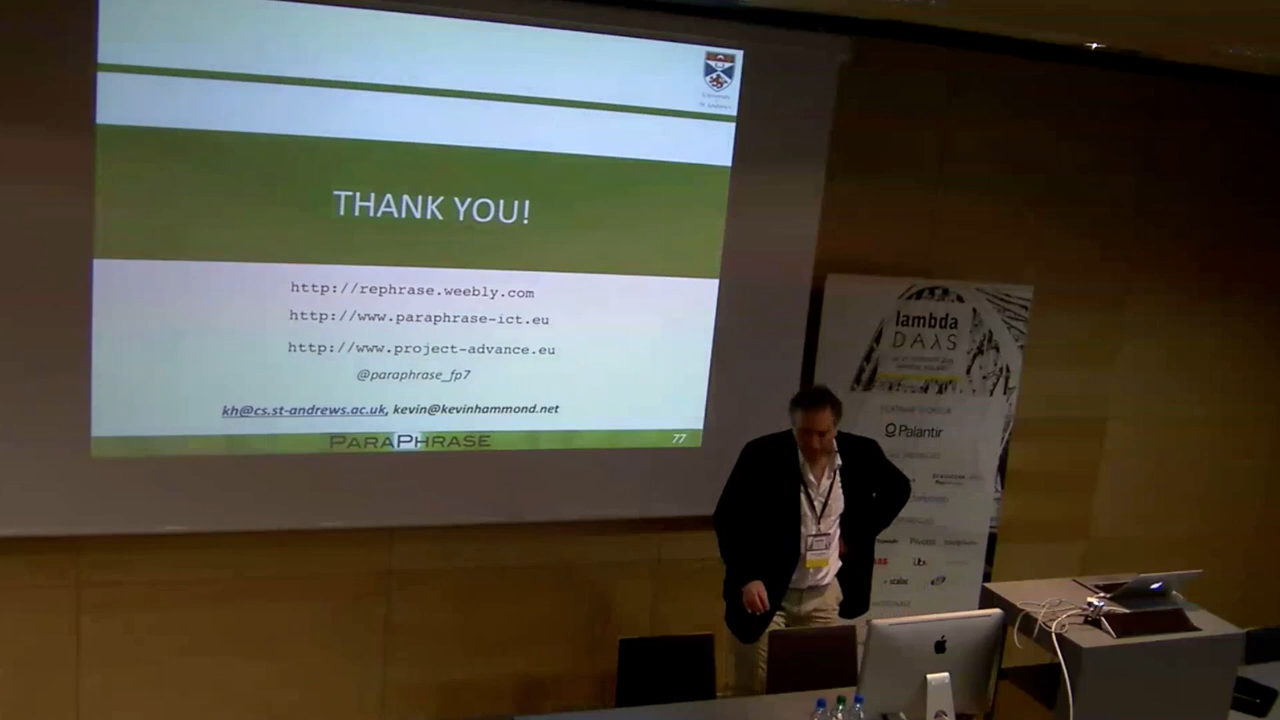 THANK YOU!
http://rephrase.weebly.com
http://www.paraphrase-ict.eu
http://www.project-advance.eu
@paraphrase_fp7
kh@cs.st-andrews.ac.uk, kevin@kevinhammond.net
PARAPHRASE
77
lambda
DAλS
Palantir